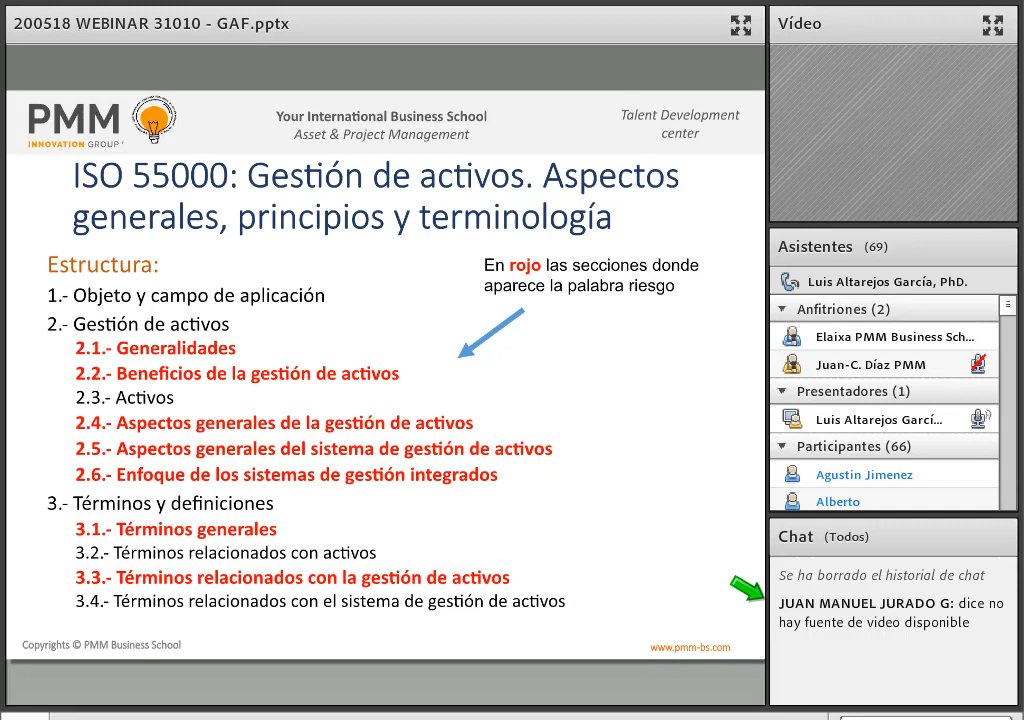 200518 WEBINAR 31010 - GAF.pptx
PMM
INNOVATION GROUP
Your International Business School
Asset & Project Management
Talent Development
center
ISO 55000: Gestión de activos. Aspectos
generales, principios y terminología
Estructura:
En rojo las secciones donde
aparece la palabra riesgo
1.- Objeto y campo de aplicación
2.- Gestión de activos
2.1.- Generalidades
2.2.- Beneficios de la gestión de activos
2.3.- Activos
2.4.- Aspectos generales de la gestión de activos
2.5.- Aspectos generales del sistema de gestión de activos
2.6.- Enfoque de los sistemas de gestión integrados
3.- Términos y definiciones
3.1.- Términos generales
3.2.- Términos relacionados con activos
3.3.- Términos relacionados con la gestión de activos
3.4.- Términos relacionados con el sistema de gestión de activos
Copyrights © PMM Business School
www.pmm-bs.com
Vídeo
Asistentes (69)
Luis Altarejos García, PhD.
Anfitriones (2)
Elaixa PMM Business Sch...
Juan-C. Díaz PMM
Presentadores (1)
Luis Altarejos Garcí...
Participantes (66)
Agustin Jimenez
Alberto
Chat (Todos)
Se ha borrado el historial de chat
JUAN MANUEL JURADO G: dice no
hay fuente de video disponible